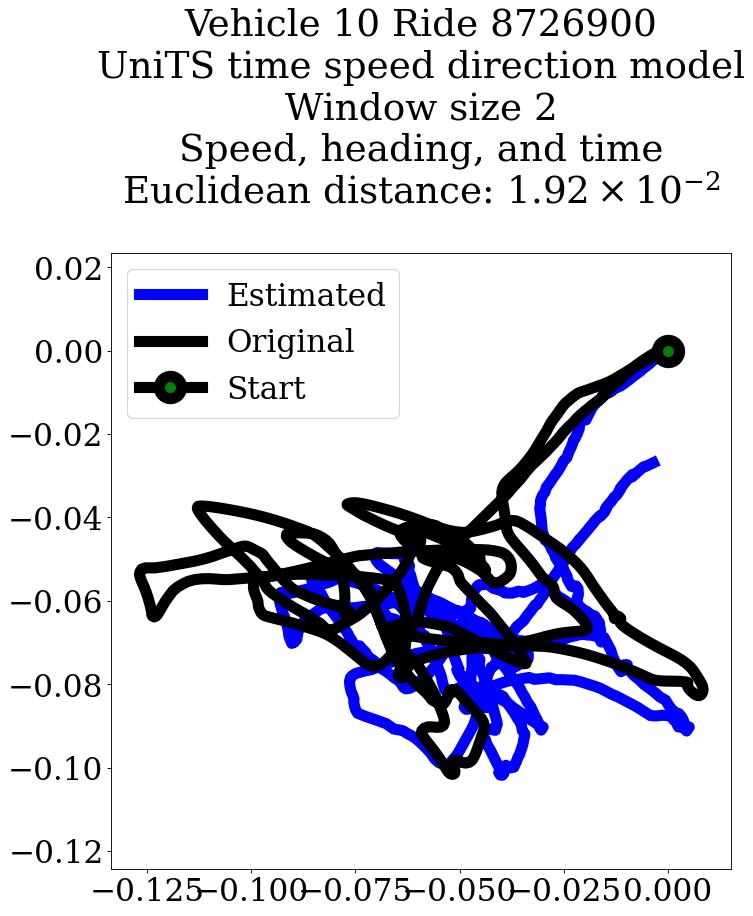 Vehicle 10 Ride 8726900
UniTS time speed direction model
Window size 2
Speed, heading, and time
Euclidean distance: 1.92 × 10⁻²
0.02
Estimated
Original
Start
0.00
−0.02
−0.04
−0.06
−0.08
−0.10
−0.12
−0.125 −0.100 −0.075 −0.050 −0.025 0.000